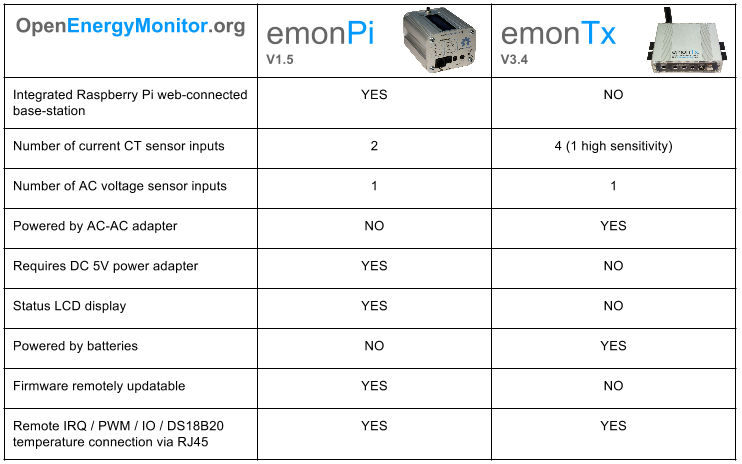 OpenEnergyMonitor.org emonPi emonTx
V1.5 V3.4
emonTx
Integrated Raspberry Pi web-connected YES NO
base-station
Number of current CT sensor inputs 2 4 (1 high sensitivity)
Number of AC voltage sensor inputs 1 1
Powered by AC-AC adapter NO YES
Requires DC 5V power adapter YES NO
Status LCD display YES NO
Powered by batteries NO YES
Firmware remotely updatable YES NO
Remote IRQ / PWM / IO / DS18B20 YES YES
temperature connection via RJ45